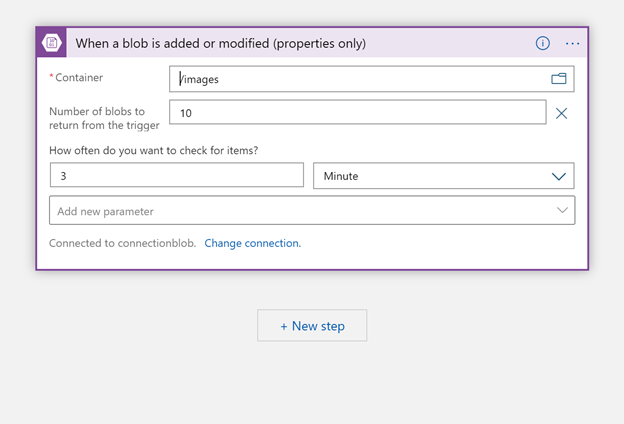 When a blob is added or modified (properties only)
* Container
/images
Number of blobs to
return from the trigger
10
How often do you want to check for items?
3
Minute
Add new parameter
Connected to connectionblob. Change connection.
+ New step